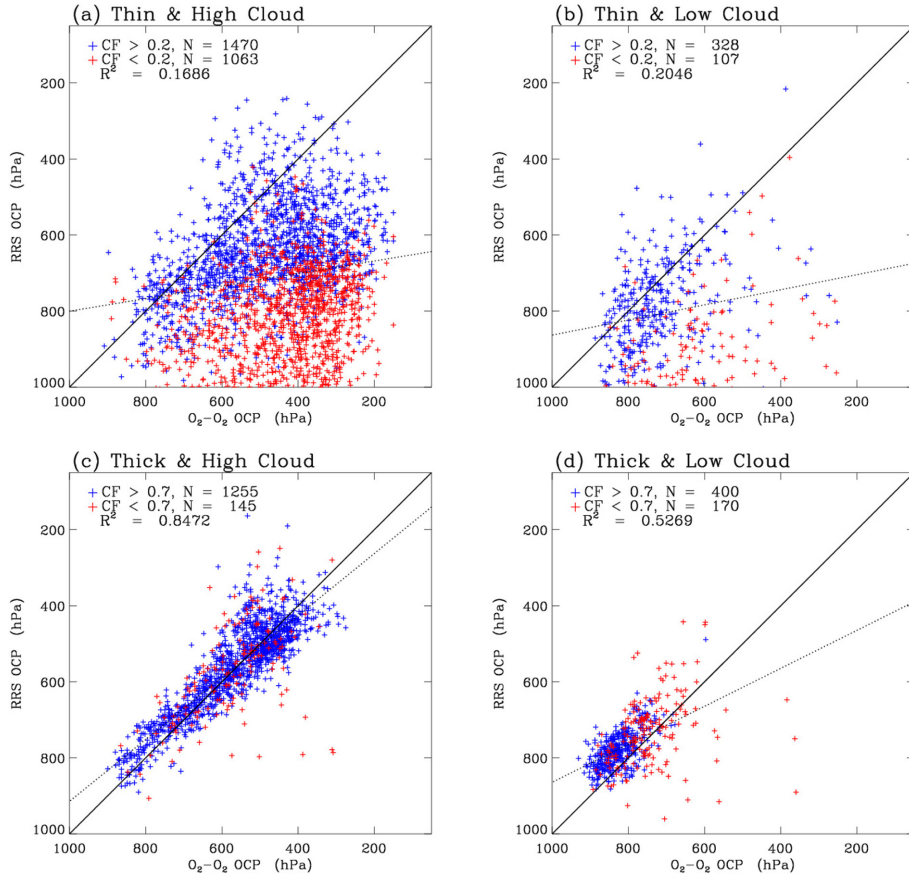 (a) Thin & High Cloud
+ CF > 0.2, N = 1470
+ CF < 0.2, N = 1063
R² = 0.1686
200
400
600
800
1000
RRS OCP (hPa)
1000 800 600 400 200
O₂-O₂ OCP (hPa)
(b) Thin & Low Cloud
+ CF > 0.2, N = 328
+ CF < 0.2, N = 107
R² = 0.2046
200
400
600
800
1000
RRS OCP (hPa)
1000 800 600 400 200
O₂-O₂ OCP (hPa)
(c) Thick & High Cloud
+ CF > 0.7, N = 1255
+ CF < 0.7, N = 145
R² = 0.8472
200
400
600
800
1000
RRS OCP (hPa)
1000 800 600 400 200
O₂-O₂ OCP (hPa)
(d) Thick & Low Cloud
+ CF > 0.7, N = 400
+ CF < 0.7, N = 170
R² = 0.5269
200
400
600
800
1000
RRS OCP (hPa)
1000 800 600 400 200
O₂-O₂ OCP (hPa)